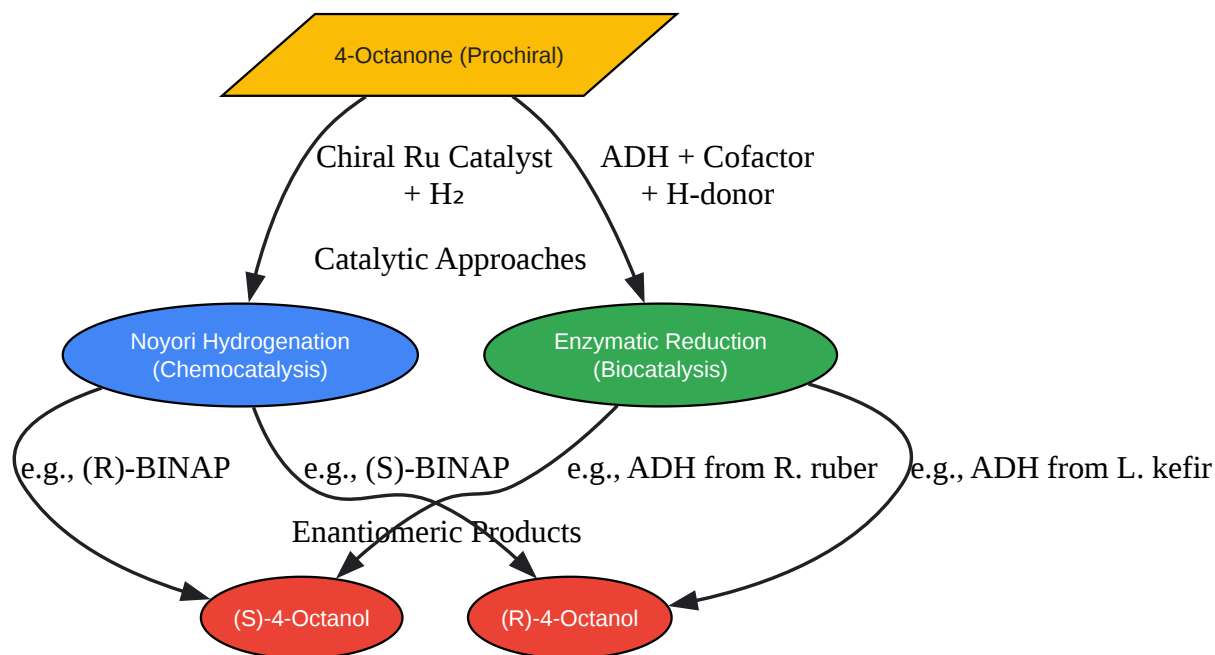 4-Octanone (Prochiral)
Chiral Ru Catalyst
+ H₂
ADH + Cofactor
+ H-donor
Catalytic Approaches
Noyori Hydrogenation
(Chemocatalysis)
Enzymatic Reduction
(Biocatalysis)
e.g., (R)-BINAP
e.g., (S)-BINAP
e.g., ADH from R. ruber
e.g., ADH from L. kefir
Enantiomeric Products
(S)-4-Octanol
(R)-4-Octanol